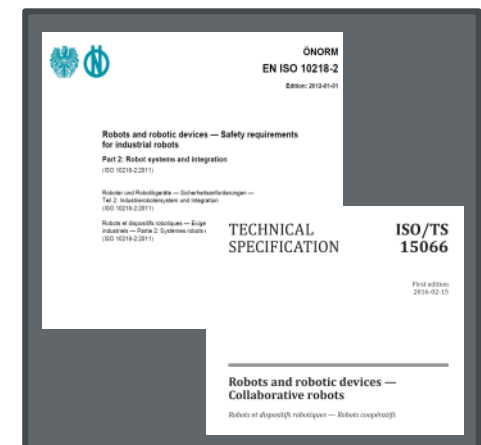 ÖNORM
EN ISO 10218-2
Edition: 2012-01-01
Robots and robotic devices — Safety requirements
for industrial robots
Part 2: Robot systems and integration
(ISO 10218-2:2011)
Roboter und Robotikgeräte — Sicherheitsanforderungen —
Teil 2: Industrierobotersystem und Integration
(ISO 10218-2:2011)
Robots et dispositifs robotiques — Exige
industriels — Partie 2: Systèmes robots
(ISO 10218-2:2011)
TECHNICAL
SPECIFICATION
ISO/TS
15066
First edition
2016-02-15
Robots and robotic devices —
Collaborative robots
Robots et dispositifs robotiques — Robots coopératifs